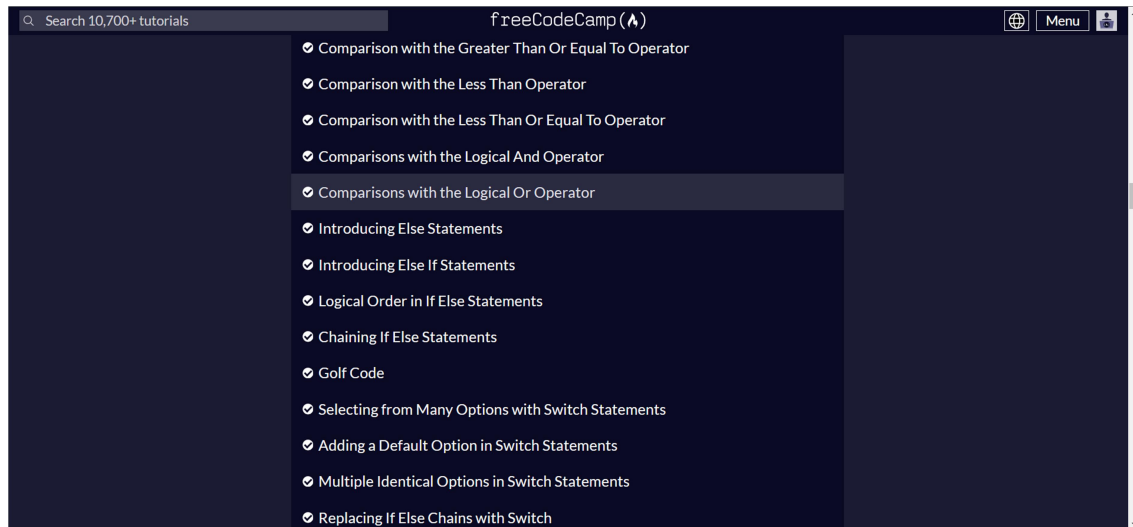 Search 10,700+ tutorials
freeCodeCamp(🔥)
Menu
Comparison with the Greater Than Or Equal To Operator
Comparison with the Less Than Operator
Comparison with the Less Than Or Equal To Operator
Comparisons with the Logical And Operator
Comparisons with the Logical Or Operator
Introducing Else Statements
Introducing Else If Statements
Logical Order in If Else Statements
Chaining If Else Statements
Golf Code
Selecting from Many Options with Switch Statements
Adding a Default Option in Switch Statements
Multiple Identical Options in Switch Statements
Replacing If Else Chains with Switch